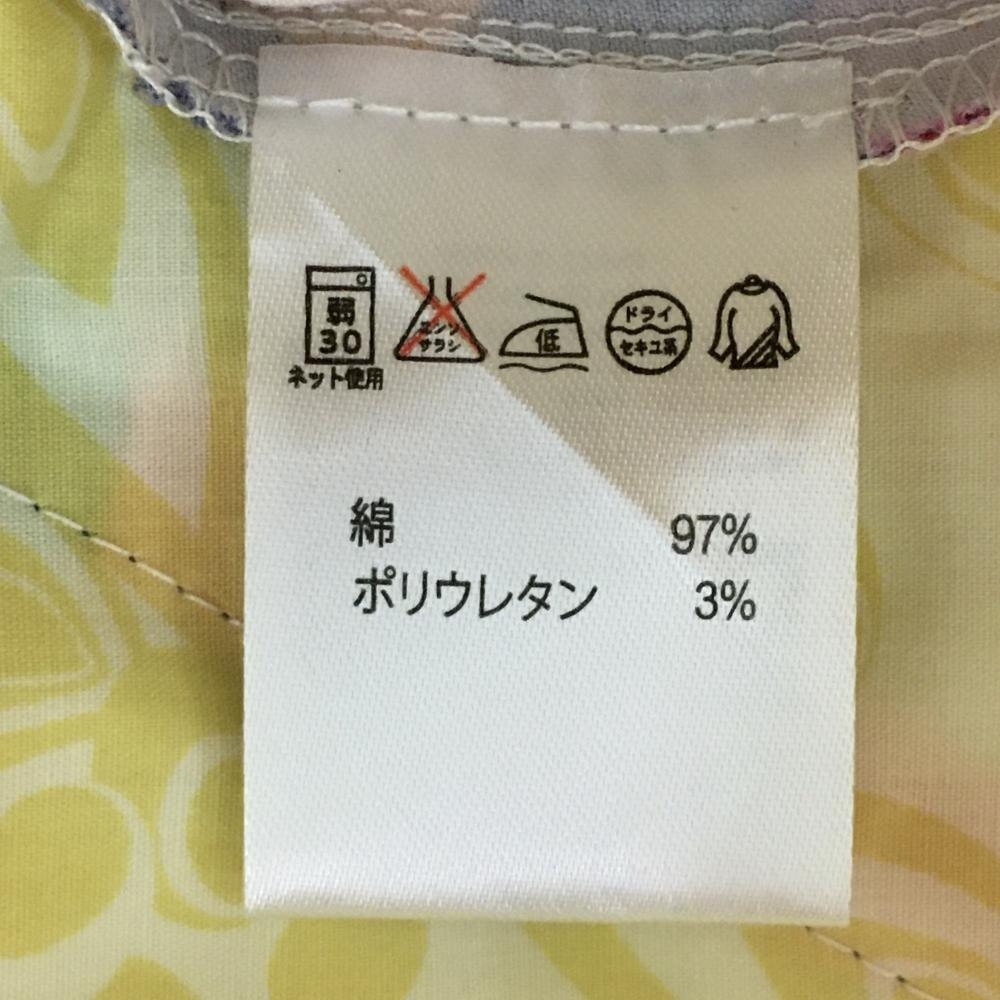 弱
30
ネット使用
エンソ
サラシ
低
ドライ
セキユ系
綿 97%
ポリウレタン 3%